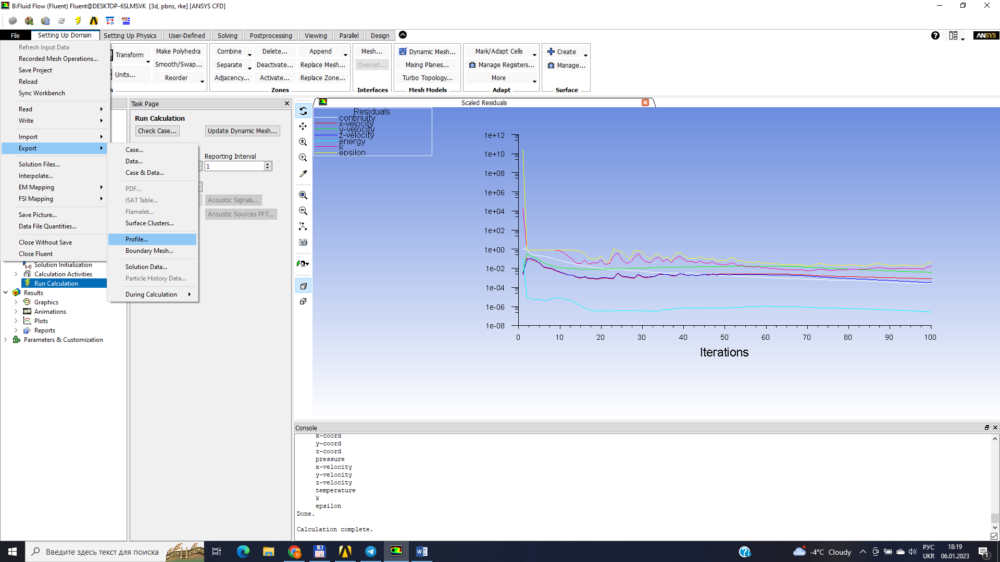 B:Fluid Flow (Fluent) Fluent@DESKTOP-6SLMSVK [3d, pbns, rke] [ANSYS CFD]
File
Setting Up Domain
Setting Up Physics
User-Defined
Solving
Postprocessing
Viewing
Parallel
Design
ANSYS
Refresh Input Data
Recorded Mesh Operations...
Save Project
Reload
Sync Workbench
Read
Write
Import
Export
Solution Files...
Interpolate...
EM Mapping
FSI Mapping
Save Picture...
Data File Quantities...
Close Without Save
Close Fluent
Transform
Units...
Make Polyhedra
Smooth/Swap...
Reorder
h
Combine
Separate
Adjacency...
Delete...
Deactivate...
Activate...
Append
Replace Mesh...
Replace Zone...
Zones
Mesh...
Overset...
Interfaces
Dynamic Mesh...
Mixing Planes...
Turbo Topology...
Mesh Models
Mark/Adapt Cells
Manage Registers...
More
Adapt
Create
Manage...
Surface
Case...
Data...
Case & Data...
PDF...
ISAT Table...
Flamelet...
Surface Clusters...
Profile...
Boundary Mesh...
Solution Data...
Particle History Data...
During Calculation
Solution Initialization
Calculation Activities
Run Calculation
Results
Graphics
Animations
Plots
Reports
Parameters & Customization
Task Page
Run Calculation
Check Case...
Update Dynamic Mesh...
Reporting Interval
1
Acoustic Signals...
Acoustic Sources FFT...
Scaled Residuals
Residuals
continuity
x-velocity
y-velocity
z-velocity
energy
k
epsilon
1e+12
1e+10
1e+08
1e+06
1e+04
1e+02
1e+00
1e-02
1e-04
1e-06
1e-08
0 10 20 30 40 50 60 70 80 90 100
Iterations
Console
x-coord
y-coord
z-coord
pressure
x-velocity
y-velocity
z-velocity
temperature
k
epsilon
Done.
Calculation complete.
Введите здесь текст для поиска
-4°C Cloudy
РУС
UKR
18:19
06.01.2023
1